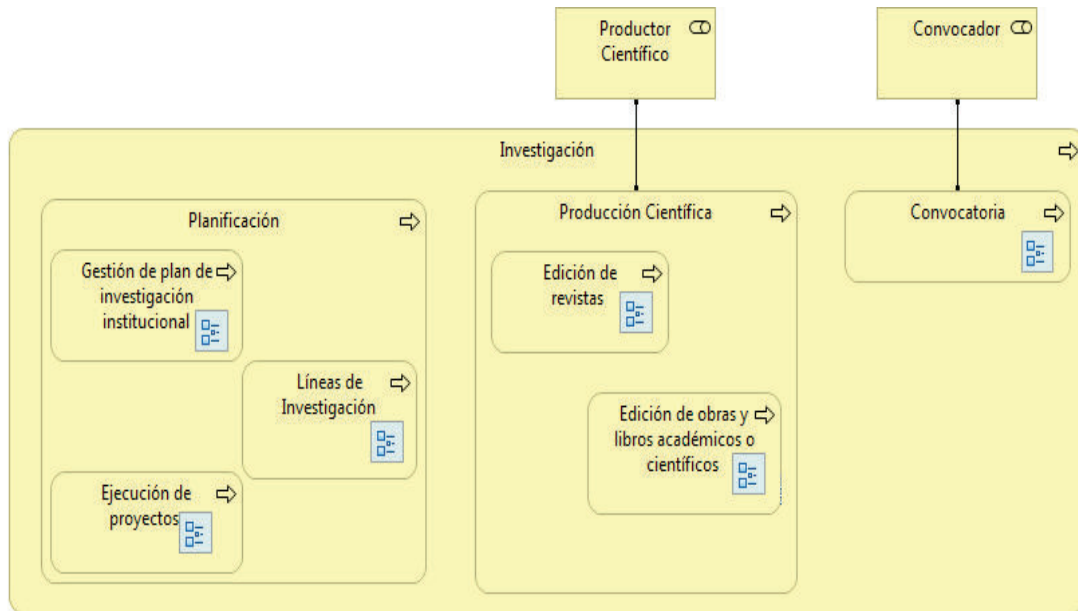 Productor
Científico
Convocador
Investigación
Planificación
Gestión de plan de
investigación
institucional
Líneas de
Investigación
Ejecución de
proyectos
Producción Científica
Edición de
revistas
Edición de obras y
libros académicos o
científicos
Convocatoria